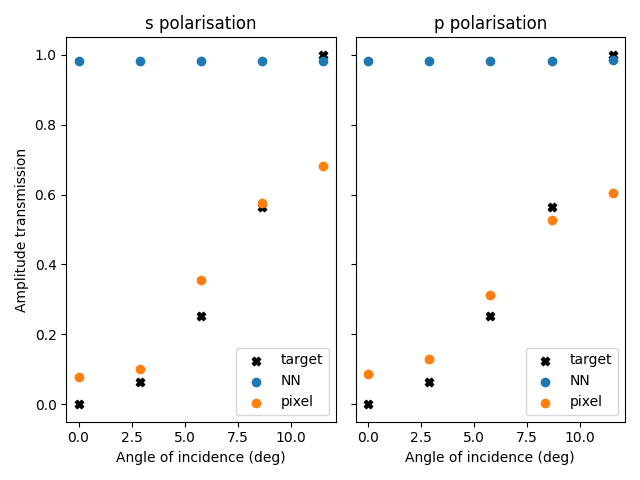 s polarisation
p polarisation
Amplitude transmission
1.0
0.8
0.6
0.4
0.2
0.0
target
NN
pixel
target
NN
pixel
0.0 2.5 5.0 7.5 10.0
0.0 2.5 5.0 7.5 10.0
Angle of incidence (deg)
Angle of incidence (deg)